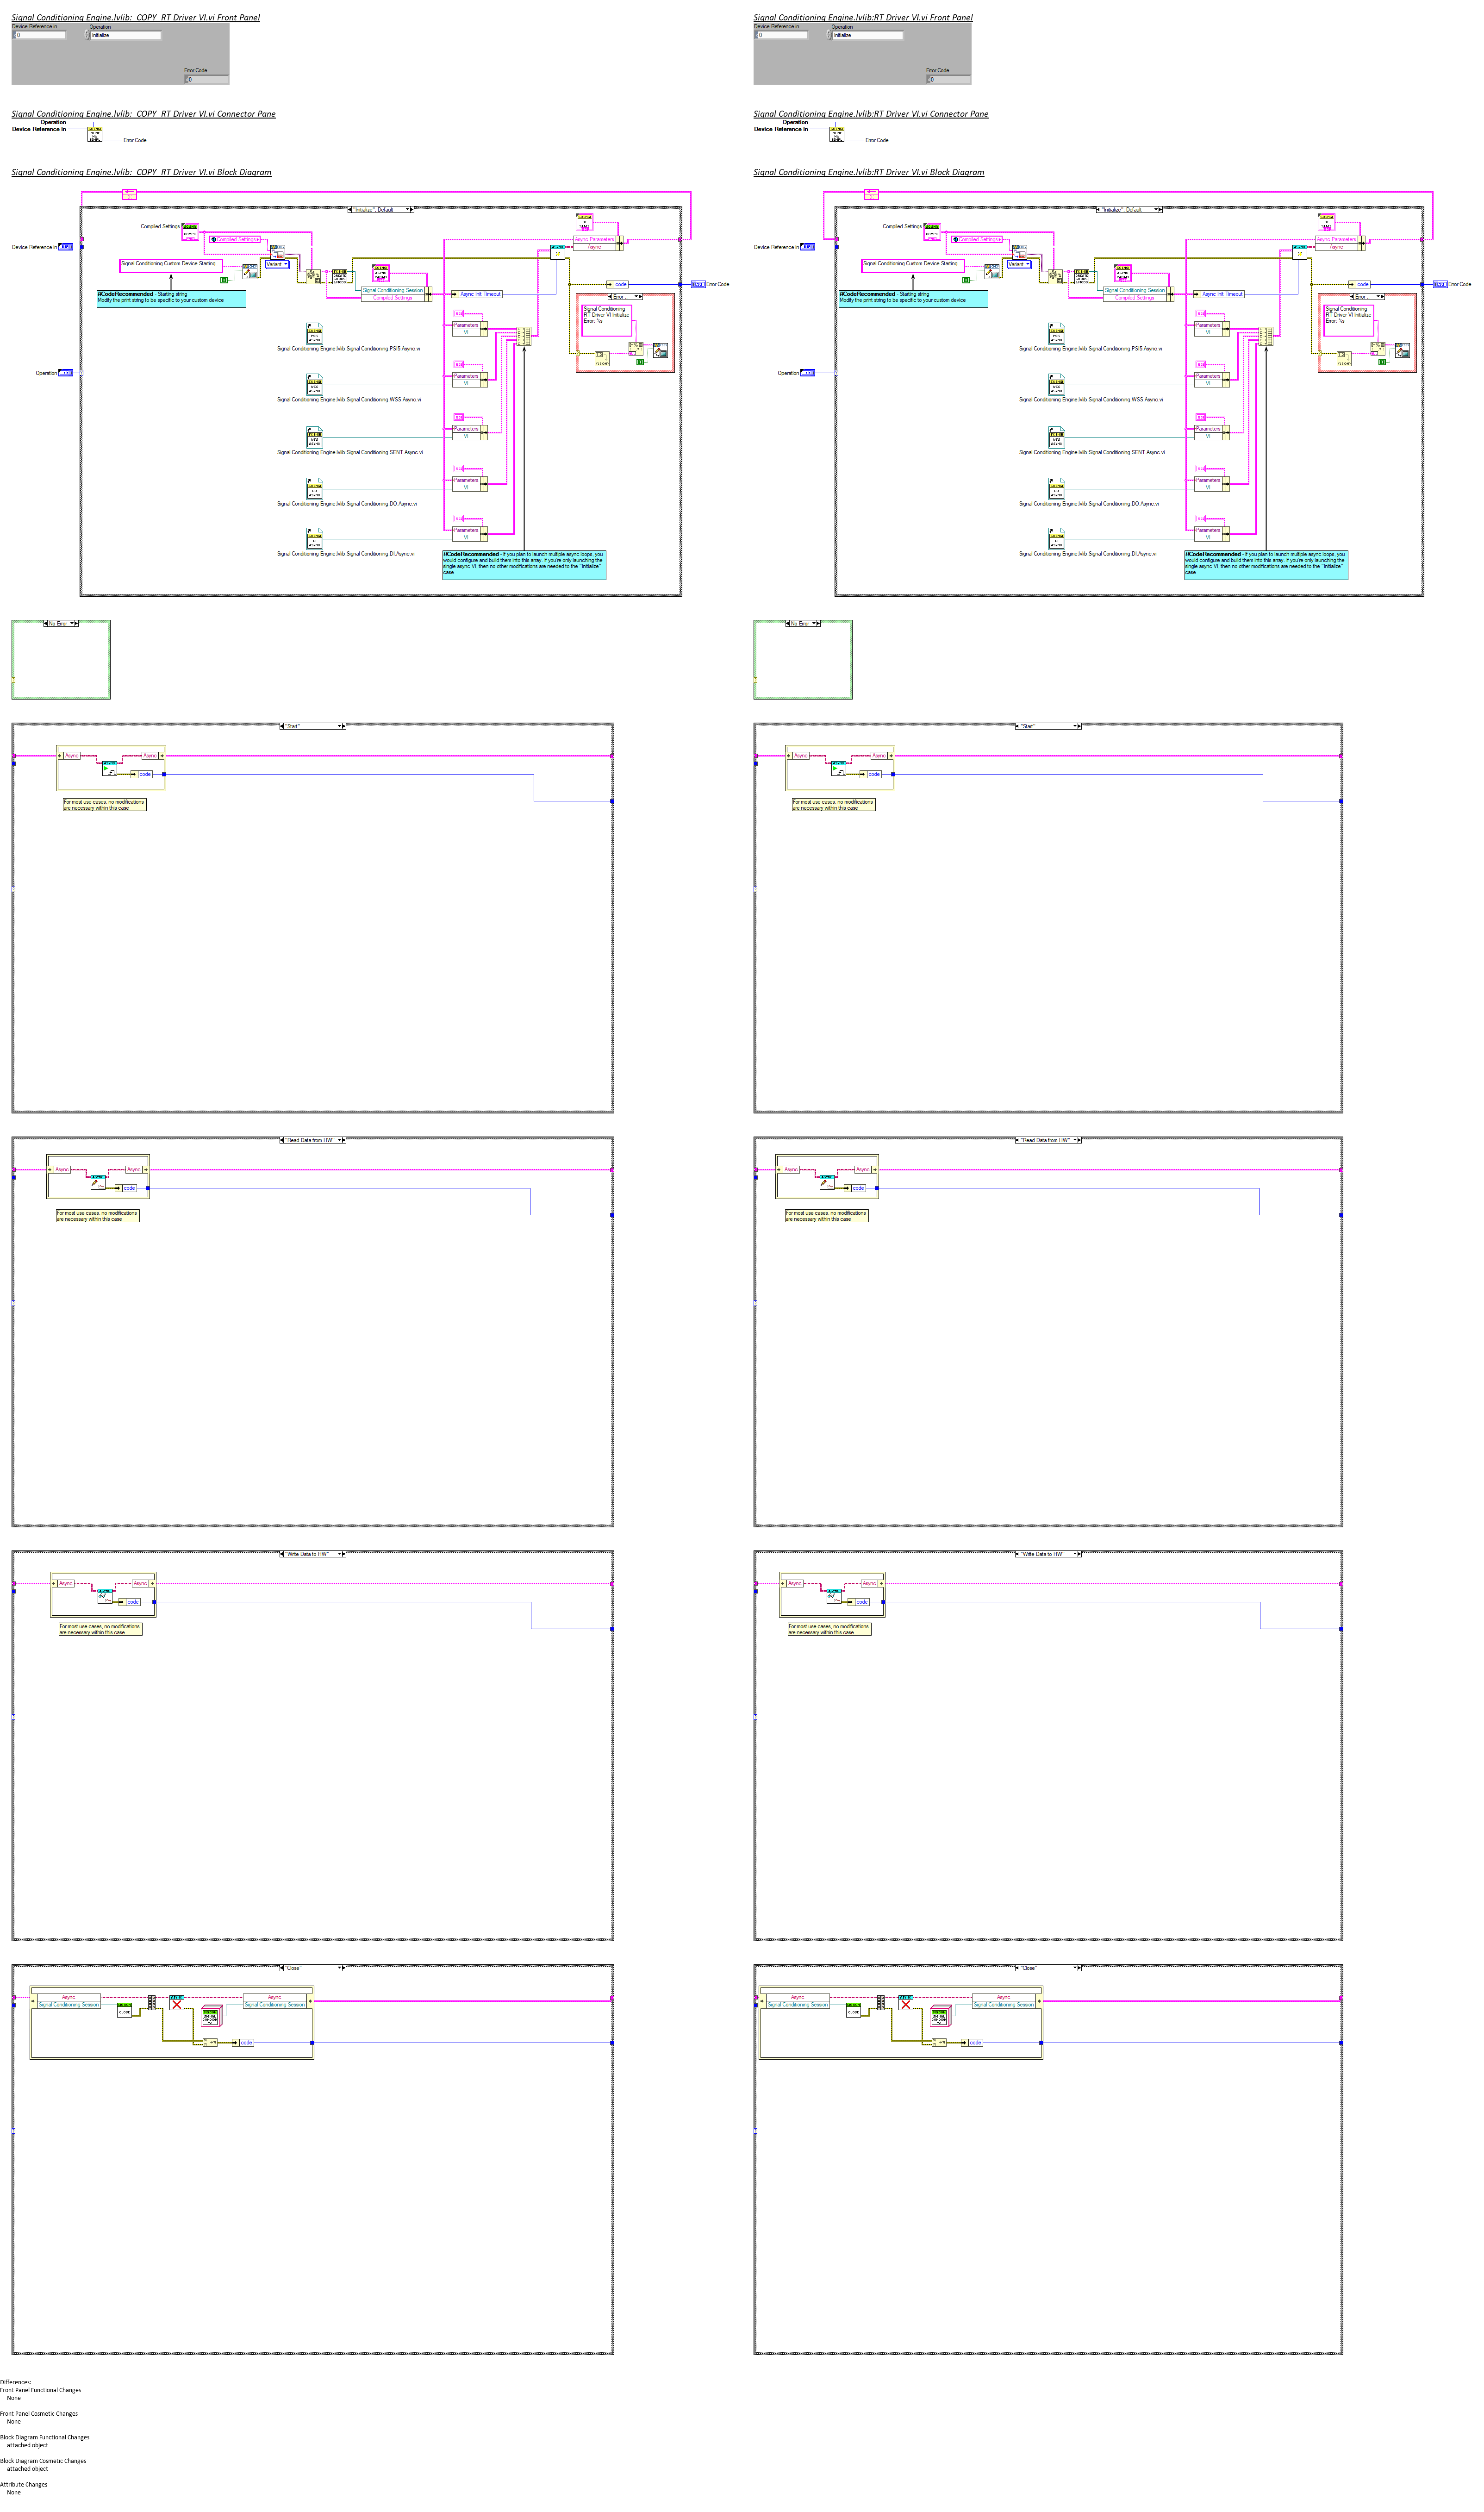 Signal Conditioning Engine.lvlib:  COPY  RT Driver VI.vi Front Panel
Device Reference in
Operation
0
Initialize
Error Code
0
Signal Conditioning Engine.lvlib:  COPY  RT Driver VI.vi Connector Pane
Operation
Device Reference in
Error Code
Signal Conditioning Engine.lvlib:  COPY  RT Driver VI.vi Block Diagram
"Initialize", Default
Compiled Settings
Compiled Settings
Async Parameters
Async
Device Reference in
Signal Conditioning Custom Device Starting...
Variant
Signal Conditioning Session
Compiled Settings
Async Init Timeout
code
Error Code
#CodeRecommended - Starting string
Modify the print string to be specific to your custom device
Error
Signal Conditioning
RT Driver VI Initialize
Error: %s
Parameters
VI
Signal Conditioning Engine.lvlib:Signal Conditioning.PSI5.Async.vi
Operation
Parameters
VI
Signal Conditioning Engine.lvlib:Signal Conditioning.WSS.Async.vi
Parameters
VI
Signal Conditioning Engine.lvlib:Signal Conditioning.SENT.Async.vi
Parameters
VI
Signal Conditioning Engine.lvlib:Signal Conditioning.DO.Async.vi
Parameters
VI
Signal Conditioning Engine.lvlib:Signal Conditioning.DI.Async.vi
#CodeRecommended - If you plan to launch multiple async loops, you
would configure and build them into this array. If you're only launching the
single async VI, then no other modifications are needed to the "Initialize"
case
No Error
"Start"
Async
Async
code
For most use cases, no modifications
are necessary within this case
"Read Data from HW"
Async
Async
code
For most use cases, no modifications
are necessary within this case
"Write Data to HW"
Async
Async
code
For most use cases, no modifications
are necessary within this case
"Close"
Async
Signal Conditioning Session
CLOSE
Async
Signal Conditioning Session
code
Signal Conditioning Engine.lvlib:RT Driver VI.vi Front Panel
Device Reference in
Operation
0
Initialize
Error Code
0
Signal Conditioning Engine.lvlib:RT Driver VI.vi Connector Pane
Operation
Device Reference in
Error Code
Signal Conditioning Engine.lvlib:RT Driver VI.vi Block Diagram
"Initialize", Default
Compiled Settings
Compiled Settings
Async Parameters
Async
Device Reference in
Signal Conditioning Custom Device Starting...
Variant
Signal Conditioning Session
Compiled Settings
Async Init Timeout
code
Error Code
#CodeRecommended - Starting string
Modify the print string to be specific to your custom device
Error
Signal Conditioning
RT Driver VI Initialize
Error: %s
Parameters
VI
Signal Conditioning Engine.lvlib:Signal Conditioning.PSI5.Async.vi
Operation
Parameters
VI
Signal Conditioning Engine.lvlib:Signal Conditioning.WSS.Async.vi
Parameters
VI
Signal Conditioning Engine.lvlib:Signal Conditioning.SENT.Async.vi
Parameters
VI
Signal Conditioning Engine.lvlib:Signal Conditioning.DO.Async.vi
Parameters
VI
Signal Conditioning Engine.lvlib:Signal Conditioning.DI.Async.vi
#CodeRecommended - If you plan to launch multiple async loops, you
would configure and build them into this array. If you're only launching the
single async VI, then no other modifications are needed to the "Initialize"
case
No Error
"Start"
Async
Async
code
For most use cases, no modifications
are necessary within this case
"Read Data from HW"
Async
Async
code
For most use cases, no modifications
are necessary within this case
"Write Data to HW"
Async
Async
code
For most use cases, no modifications
are necessary within this case
"Close"
Async
Signal Conditioning Session
CLOSE
Async
Signal Conditioning Session
code
Differences:
Front Panel Functional Changes
None
Front Panel Cosmetic Changes
None
Block Diagram Functional Changes
attached object
Block Diagram Cosmetic Changes
attached object
Attribute Changes
None